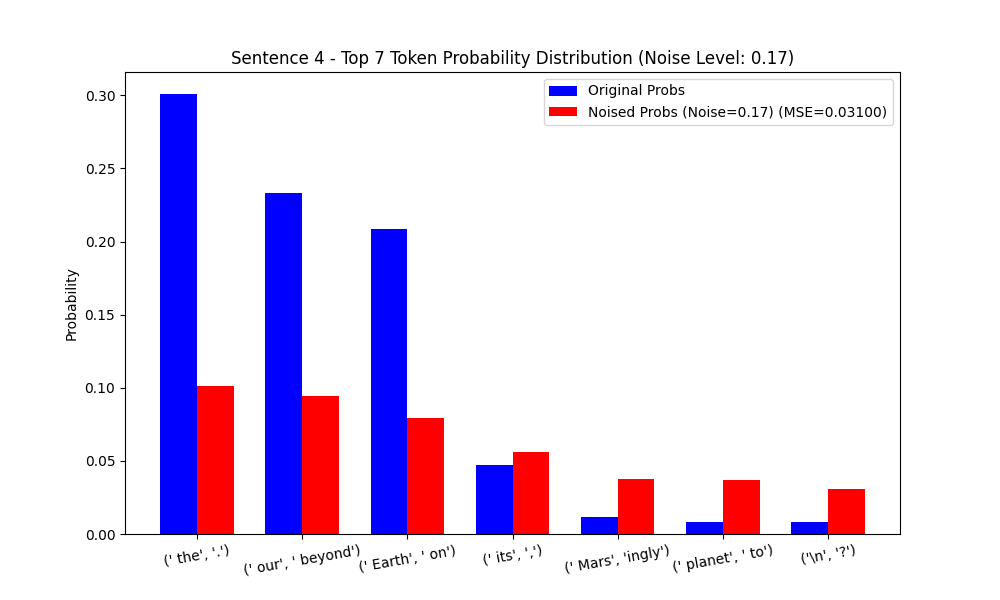 Sentence 4 - Top 7 Token Probability Distribution (Noise Level: 0.17)
Original Probs
Noised Probs (Noise=0.17) (MSE=0.03100)
Probability
0.30
0.25
0.20
0.15
0.10
0.05
0.00
(' the', '.')
(' our', ' beyond')
(' Earth', ' on')
(' its', ',')
(' Mars', 'ingly')
(' planet', ' to')
('\n', '?')